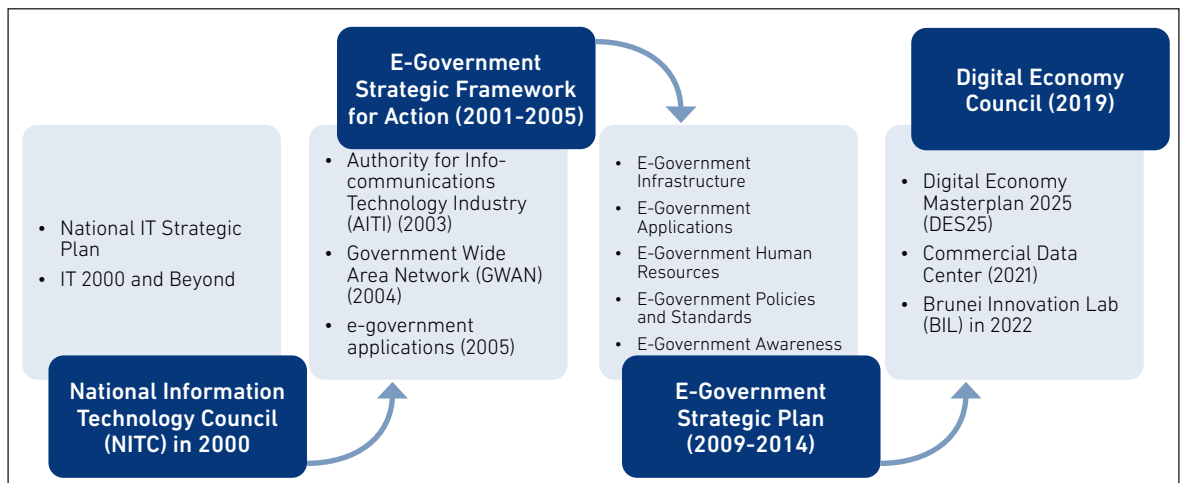 • National IT Strategic
Plan
• IT 2000 and Beyond
National Information
Technology Council
(NITC) in 2000
E-Government
Strategic Framework
for Action (2001-2005)
• Authority for Info-
communications
Technology Industry
(AITI) (2003)
• Government Wide
Area Network (GWAN)
(2004)
• e-government
applications (2005)
• E-Government
Infrastructure
• E-Government
Applications
• E-Government Human
Resources
• E-Government Policies
and Standards
• E-Government Awareness
E-Government
Strategic Plan
(2009-2014)
Digital Economy
Council (2019)
• Digital Economy
Masterplan 2025
(DES25)
• Commercial Data
Center (2021)
• Brunei Innovation Lab
(BIL) in 2022